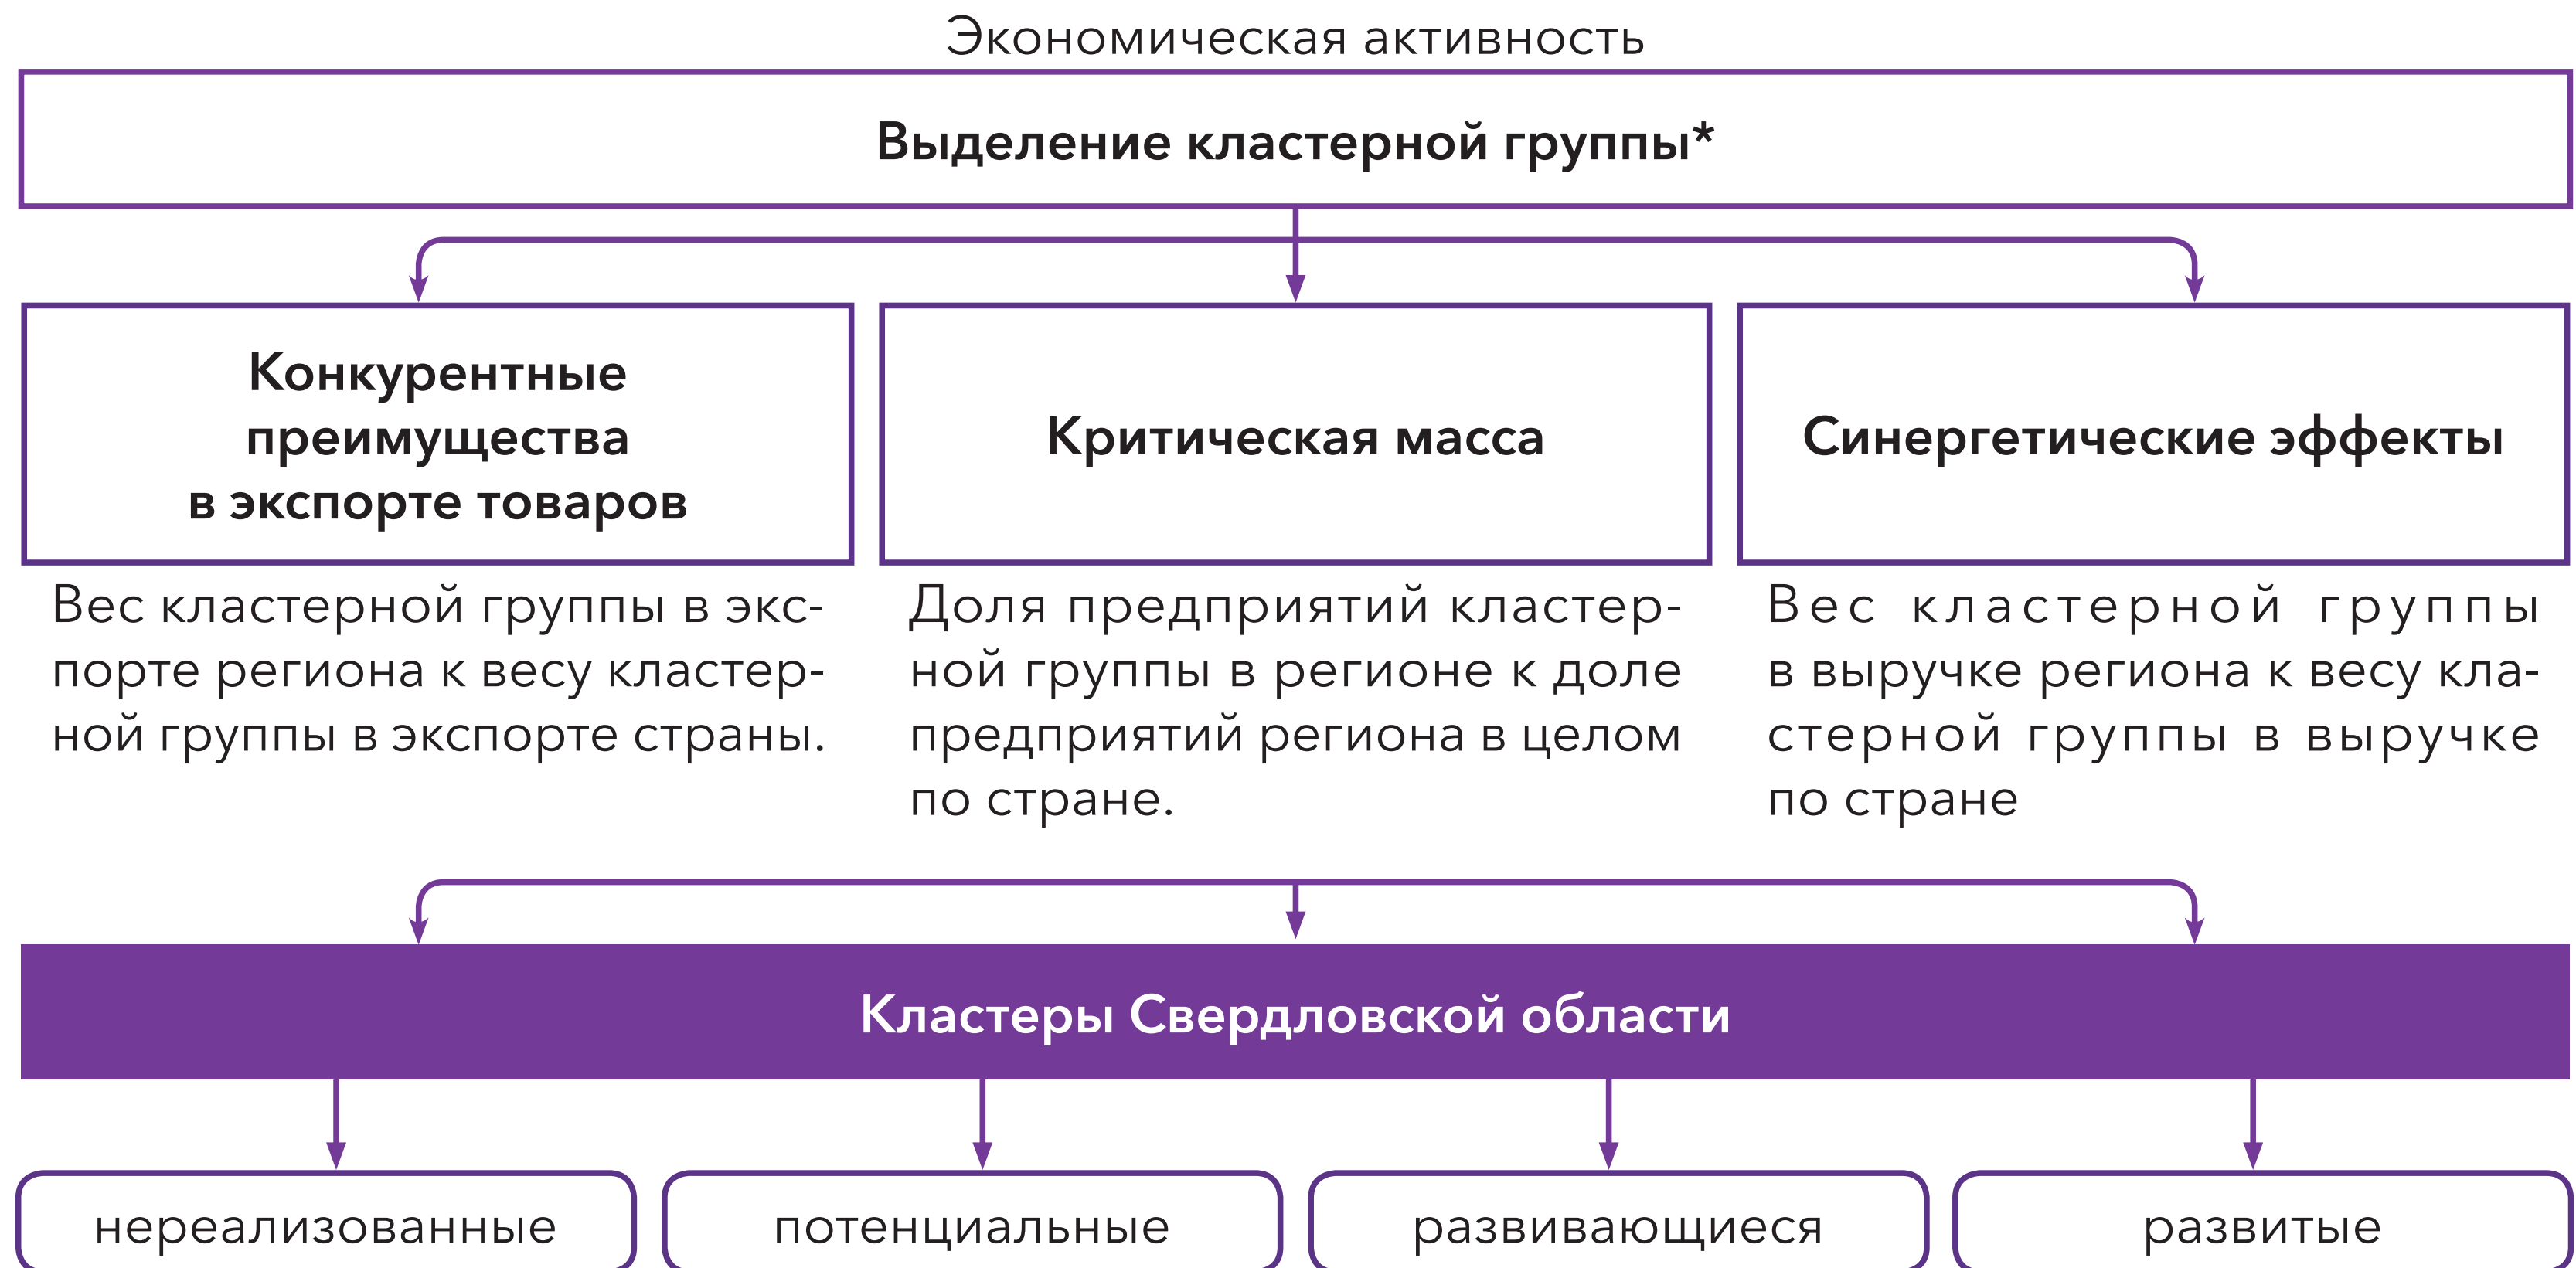 Экономическая активность
Выделение кластерной группы*
Конкурентные
преимущества
в экспорте товаров
Критическая масса
Синергетические эффекты
Вес кластерной группы в экс-
порте региона к весу кластер-
ной группы в экспорте страны.
Доля предприятий кластер-
ной группы в регионе к доле
предприятий региона в целом
по стране.
Вес кластерной группы
в выручке региона к весу кла-
стерной группы в выручке
по стране
Кластеры Свердловской области
нереализованные
потенциальные
развивающиеся
развитые